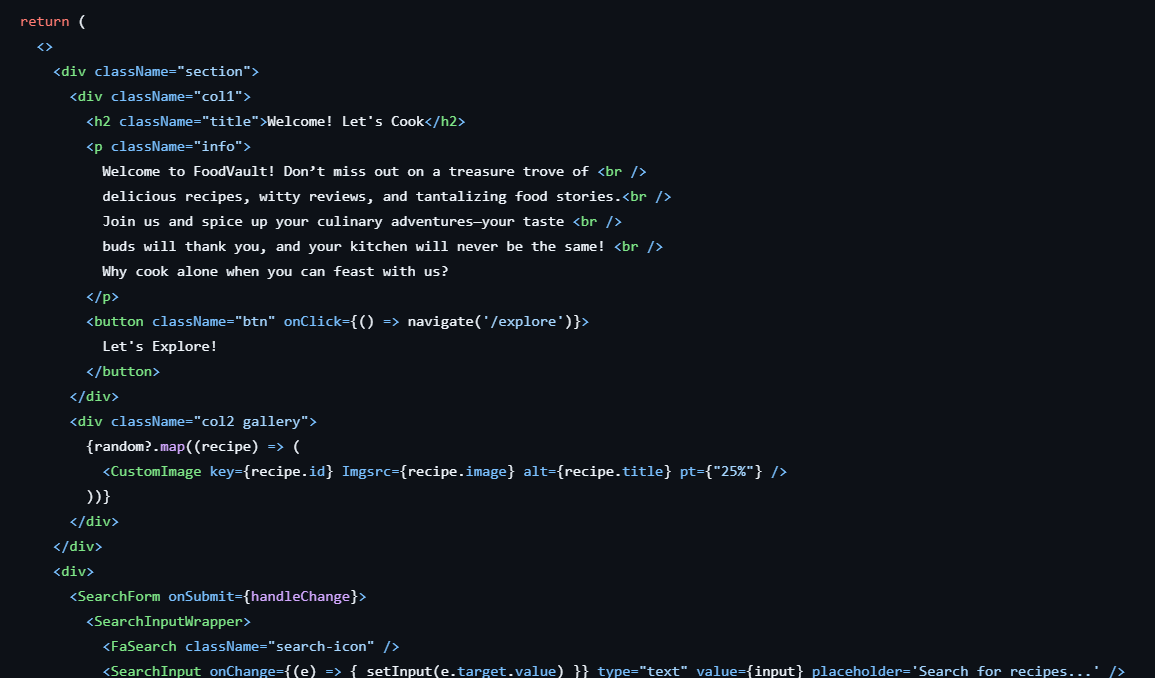 return (
<>
<div className="section">
<div className="col1">
<h2 className="title">Welcome! Let's Cook</h2>
<p className="info">
Welcome to FoodVault! Don’t miss out on a treasure trove of <br />
delicious recipes, witty reviews, and tantalizing food stories.<br />
Join us and spice up your culinary adventures—your taste <br />
buds will thank you, and your kitchen will never be the same! <br />
Why cook alone when you can feast with us?
</p>
<button className="btn" onClick={() => navigate('/explore')}>
Let's Explore!
</button>
</div>
<div className="col2 gallery">
{random?.map((recipe) => (
<CustomImage key={recipe.id} Imgsrc={recipe.image} alt={recipe.title} pt={"25%"} />
))}
</div>
</div>
<div>
<SearchForm onSubmit={handleChange}>
<SearchInputWrapper>
<FaSearch className="search-icon" />
<SearchInput onChange={(e) => { setInput(e.target.value) }} type="text" value={input} placeholder='Search for recipes...' />